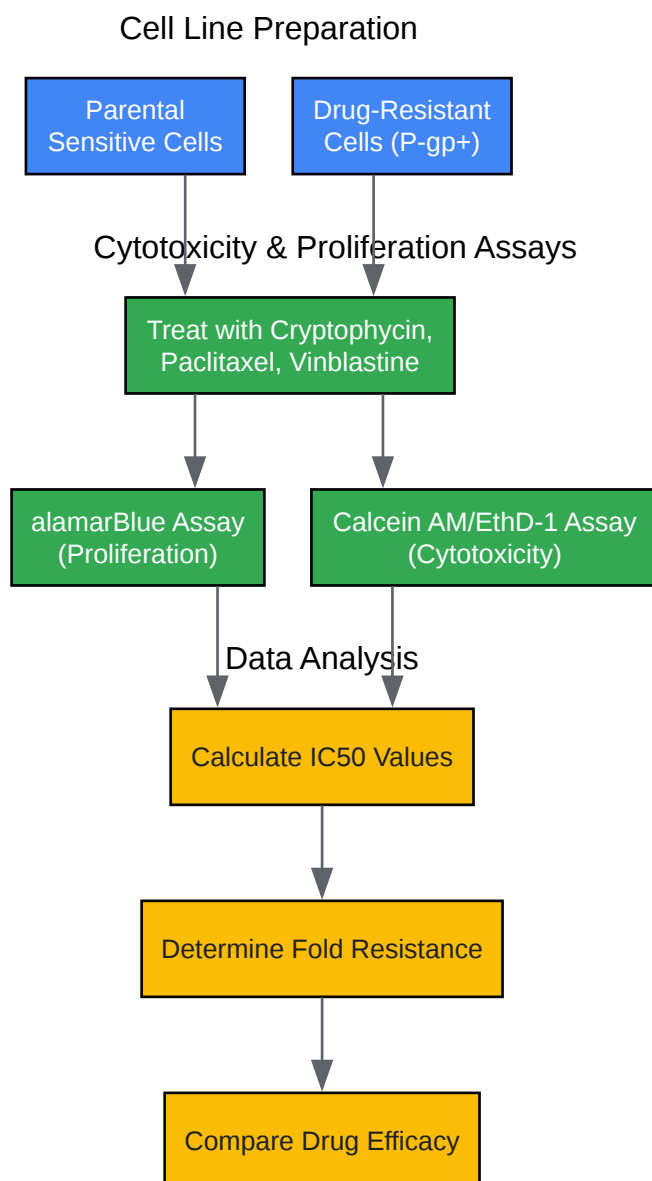 Cell Line Preparation
Parental
Sensitive Cells
Drug-Resistant
Cells (P-gp+)
Cytotoxicity & Proliferation Assays
Treat with Cryptophycin,
Paclitaxel, Vinblastine
alamarBlue Assay
(Proliferation)
Calcein AM/EthD-1 Assay
(Cytotoxicity)
Data Analysis
Calculate IC50 Values
Determine Fold Resistance
Compare Drug Efficacy